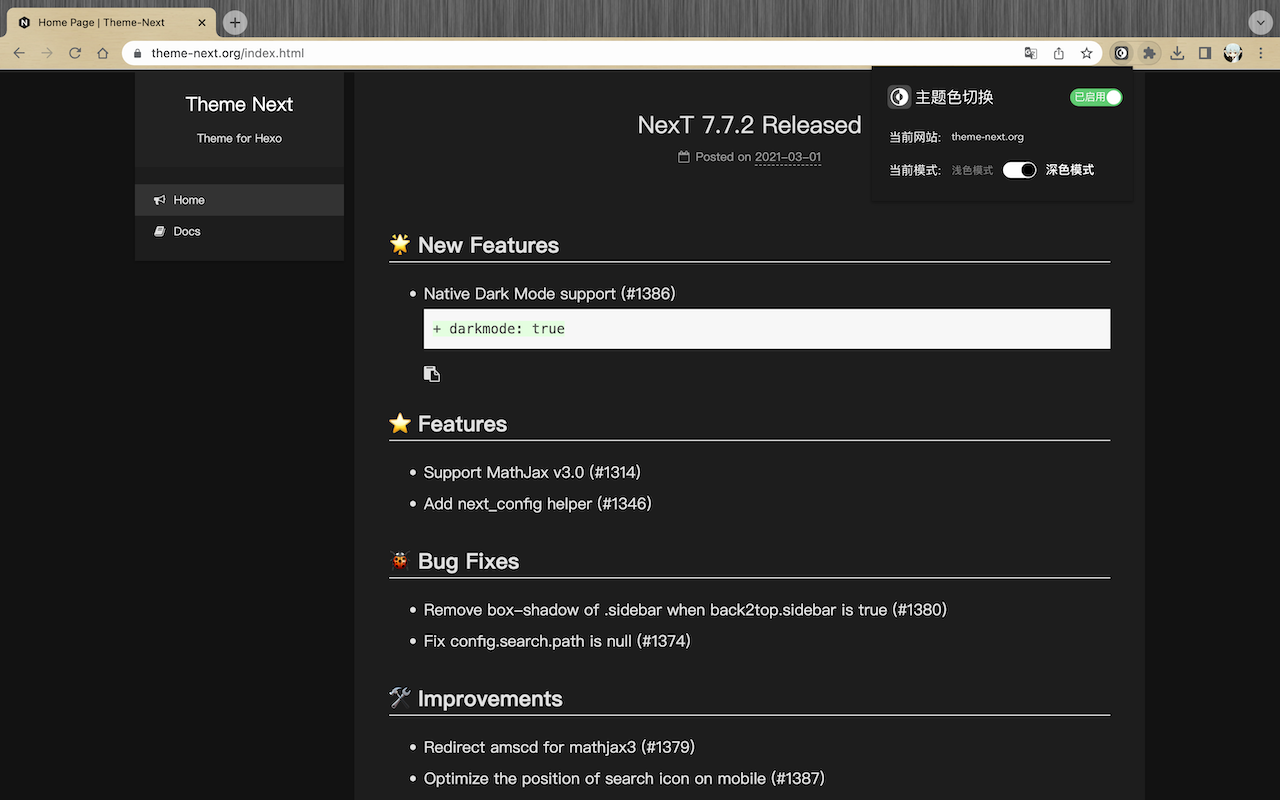 Home Page | Theme-Next
theme-next.org/index.html
主题色切换
已启用
当前网站: theme-next.org
当前模式: 浅色模式 深色模式
Theme Next
Theme for Hexo
Home
Docs
NexT 7.7.2 Released
Posted on 2021-03-01
🌟 New Features
• Native Dark Mode support (#1386)
+ darkmode: true
⭐ Features
• Support MathJax v3.0 (#1314)
• Add next_config helper (#1346)
🐞 Bug Fixes
• Remove box-shadow of .sidebar when back2top.sidebar is true (#1380)
• Fix config.search.path is null (#1374)
🛠 Improvements
• Redirect amscd for mathjax3 (#1379)
• Optimize the position of search icon on mobile (#1387)